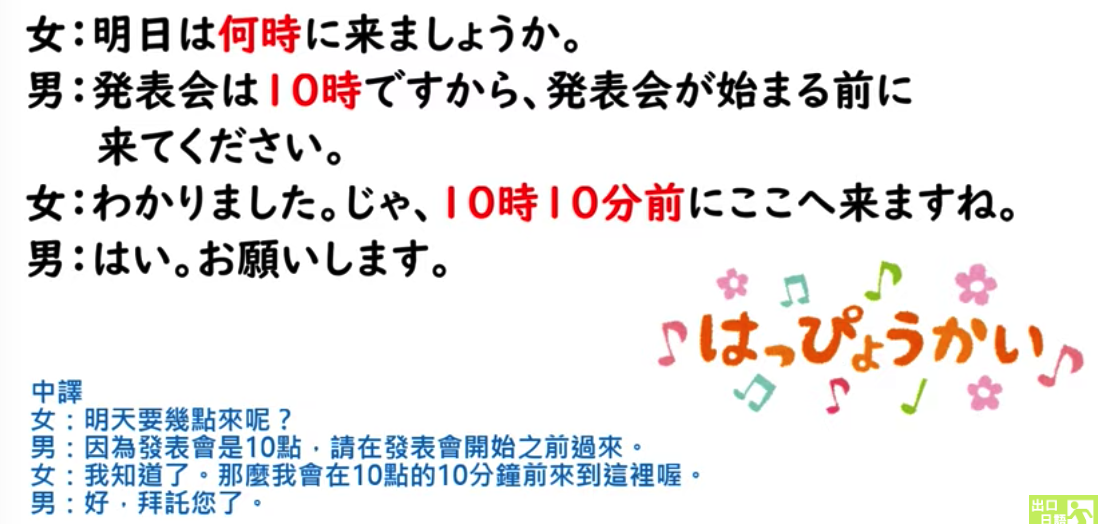 女：明日は何時に来ましょうか。
男：発表会は１０時ですから、発表会が始まる前に
来てください。
女：わかりました。じゃ、１０時１０分前にここへ来ますね。
男：はい。お願いします。
はっぴょうかい
中譯
女：明天要幾點來呢？
男：因為發表會是10點，請在發表會開始之前過來。
女：我知道了。那麼我會在10點的10分鐘前來到這裡喔。
男：好，拜託您了。
出口
日語